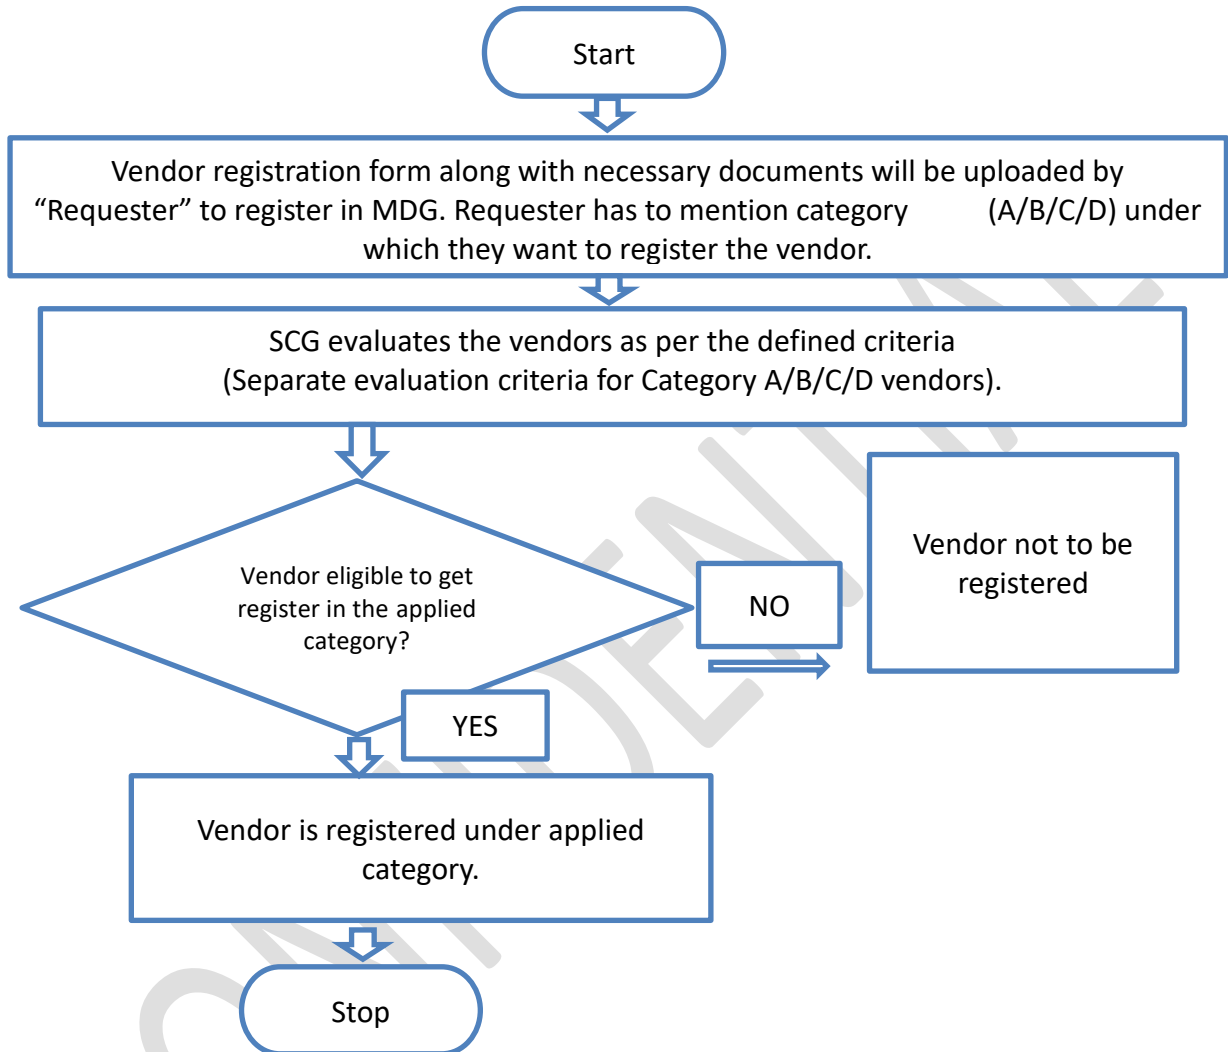 Start
Vendor registration form along with necessary documents will be uploaded by
“Requester” to register in MDG. Requester has to mention category (A/B/C/D) under
which they want to register the vendor.
SCG evaluates the vendors as per the defined criteria
(Separate evaluation criteria for Category A/B/C/D vendors).
Vendor eligible to get
register in the applied
category?
NO
Vendor not to be
registered
YES
Vendor is registered under applied
category.
Stop